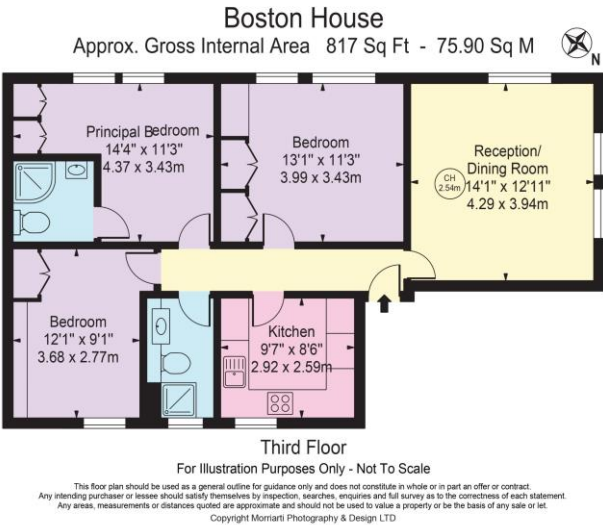 Boston House
Approx. Gross Internal Area 817 Sq Ft - 75.90 Sq M
N
Principal Bedroom
14'4" x 11'3"
4.37 x 3.43m
Bedroom
13'1" x 11'3"
3.99 x 3.43m
Reception/
Dining Room
14'1" x 12'11"
4.29 x 3.94m
CH
2.54m
Bedroom
12'1" x 9'1"
3.68 x 2.77m
Kitchen
9'7" x 8'6"
2.92 x 2.59m
Third Floor
For Illustration Purposes Only - Not To Scale
This floor plan should be used as a general outline for guidance only and does not constitute in whole or in part an offer or contract.
Any intending purchaser or lessee should satisfy themselves by inspection, searches, enquiries and full survey as to the correctness of each statement.
Any areas, measurements or distances quoted are approximate and should not be used to value a property or be the basis of any sale or let.
Copyright Morriarti Photography & Design LTD